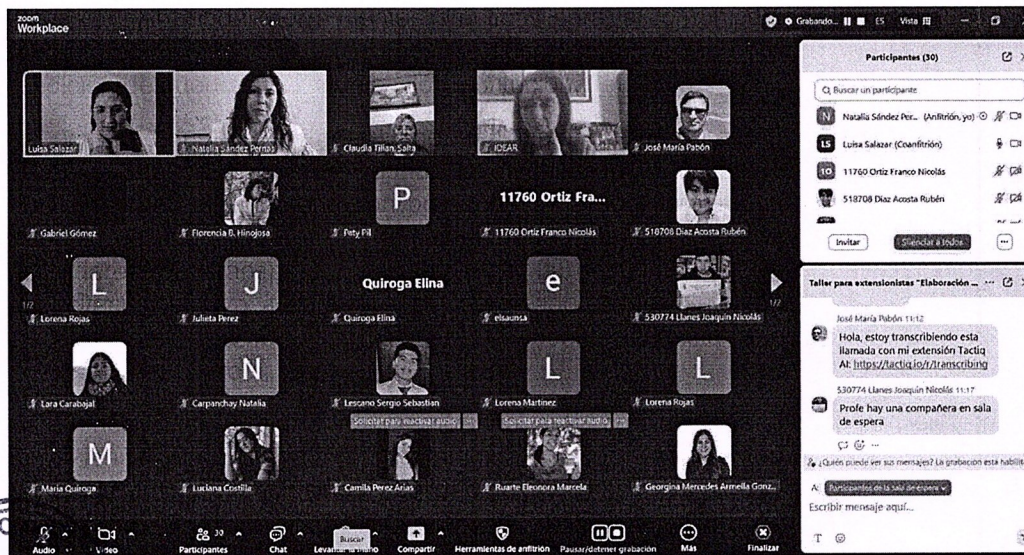 zoom
Workplace
Grabando...
ES
Vista
Luisa Salazar
Natalia Sández Pernas
Claudia Tilian, Salta
IDEAR
José María Pabón
P
11760 Ortiz Fra...
Gabriel Gómez
Florencia B. Hinojosa
Pety Pil
11760 Ortiz Franco Nicolás
518708 Diaz Acosta Rubén
L
J
Quiroga Elina
e
1/2
1/2
Lorena Rojas
Julieta Perez
Quiroga Elina
elsaunsa
530774 Llanes Joaquin Nicolás
N
L
L
Lara Carabajal
Carpanchay Natalia
Lescano Sergio Sebastian
Lorena Martinez
Lorena Rojas
Solicitar para reactivar audio
Solicitar para reactivar audio
M
Maria Quiroga
Luciana Costilla
Camila Perez Arias
Ruarte Eleonora Marcela
Georgina Mercedes Armella Gonz...
Audio
Video
30
Participantes
Chat
Buscar
Compartir
Herramientas de anfitrión
Pausar/detener grabación
Más
Finalizar
Participantes (30)
Buscar un participante
N
Natalia Sández Per... (Anfitrión, yo)
LS
Luisa Salazar (Coanfitrión)
1O
11760 Ortiz Franco Nicolás
518708 Diaz Acosta Rubén
Invitar
Silenciar a todos
Taller para extensionistas "Elaboración ...
José María Pabón 11:12
Hola, estoy transcribiendo esta
llamada con mi extensión Tactiq
AI: https://tactiq.io/r/transcribing
530774 Llanes Joaquin Nicolás 11:17
Profe hay una compañera en sala
de espera
¿Quién puede ver sus mensajes? La grabación está habilit
A:
Participantes de la sala de espera
Escribir mensaje aquí...